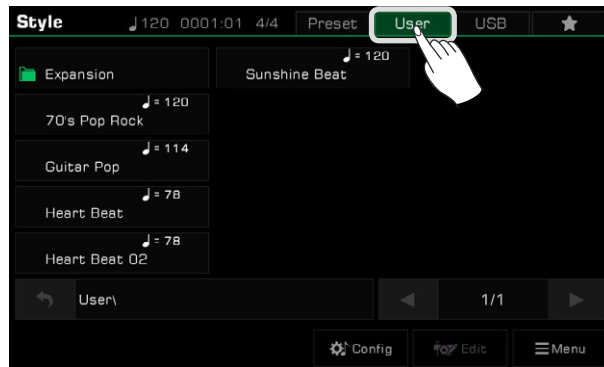 Style ♩120 0001:01 4/4 Preset User USB ★
Expansion
♩= 120
Sunshine Beat
♩= 120
70's Pop Rock
♩= 114
Guitar Pop
♩= 78
Heart Beat
♩= 78
Heart Beat 02
User\ 1/1
Config Edit Menu